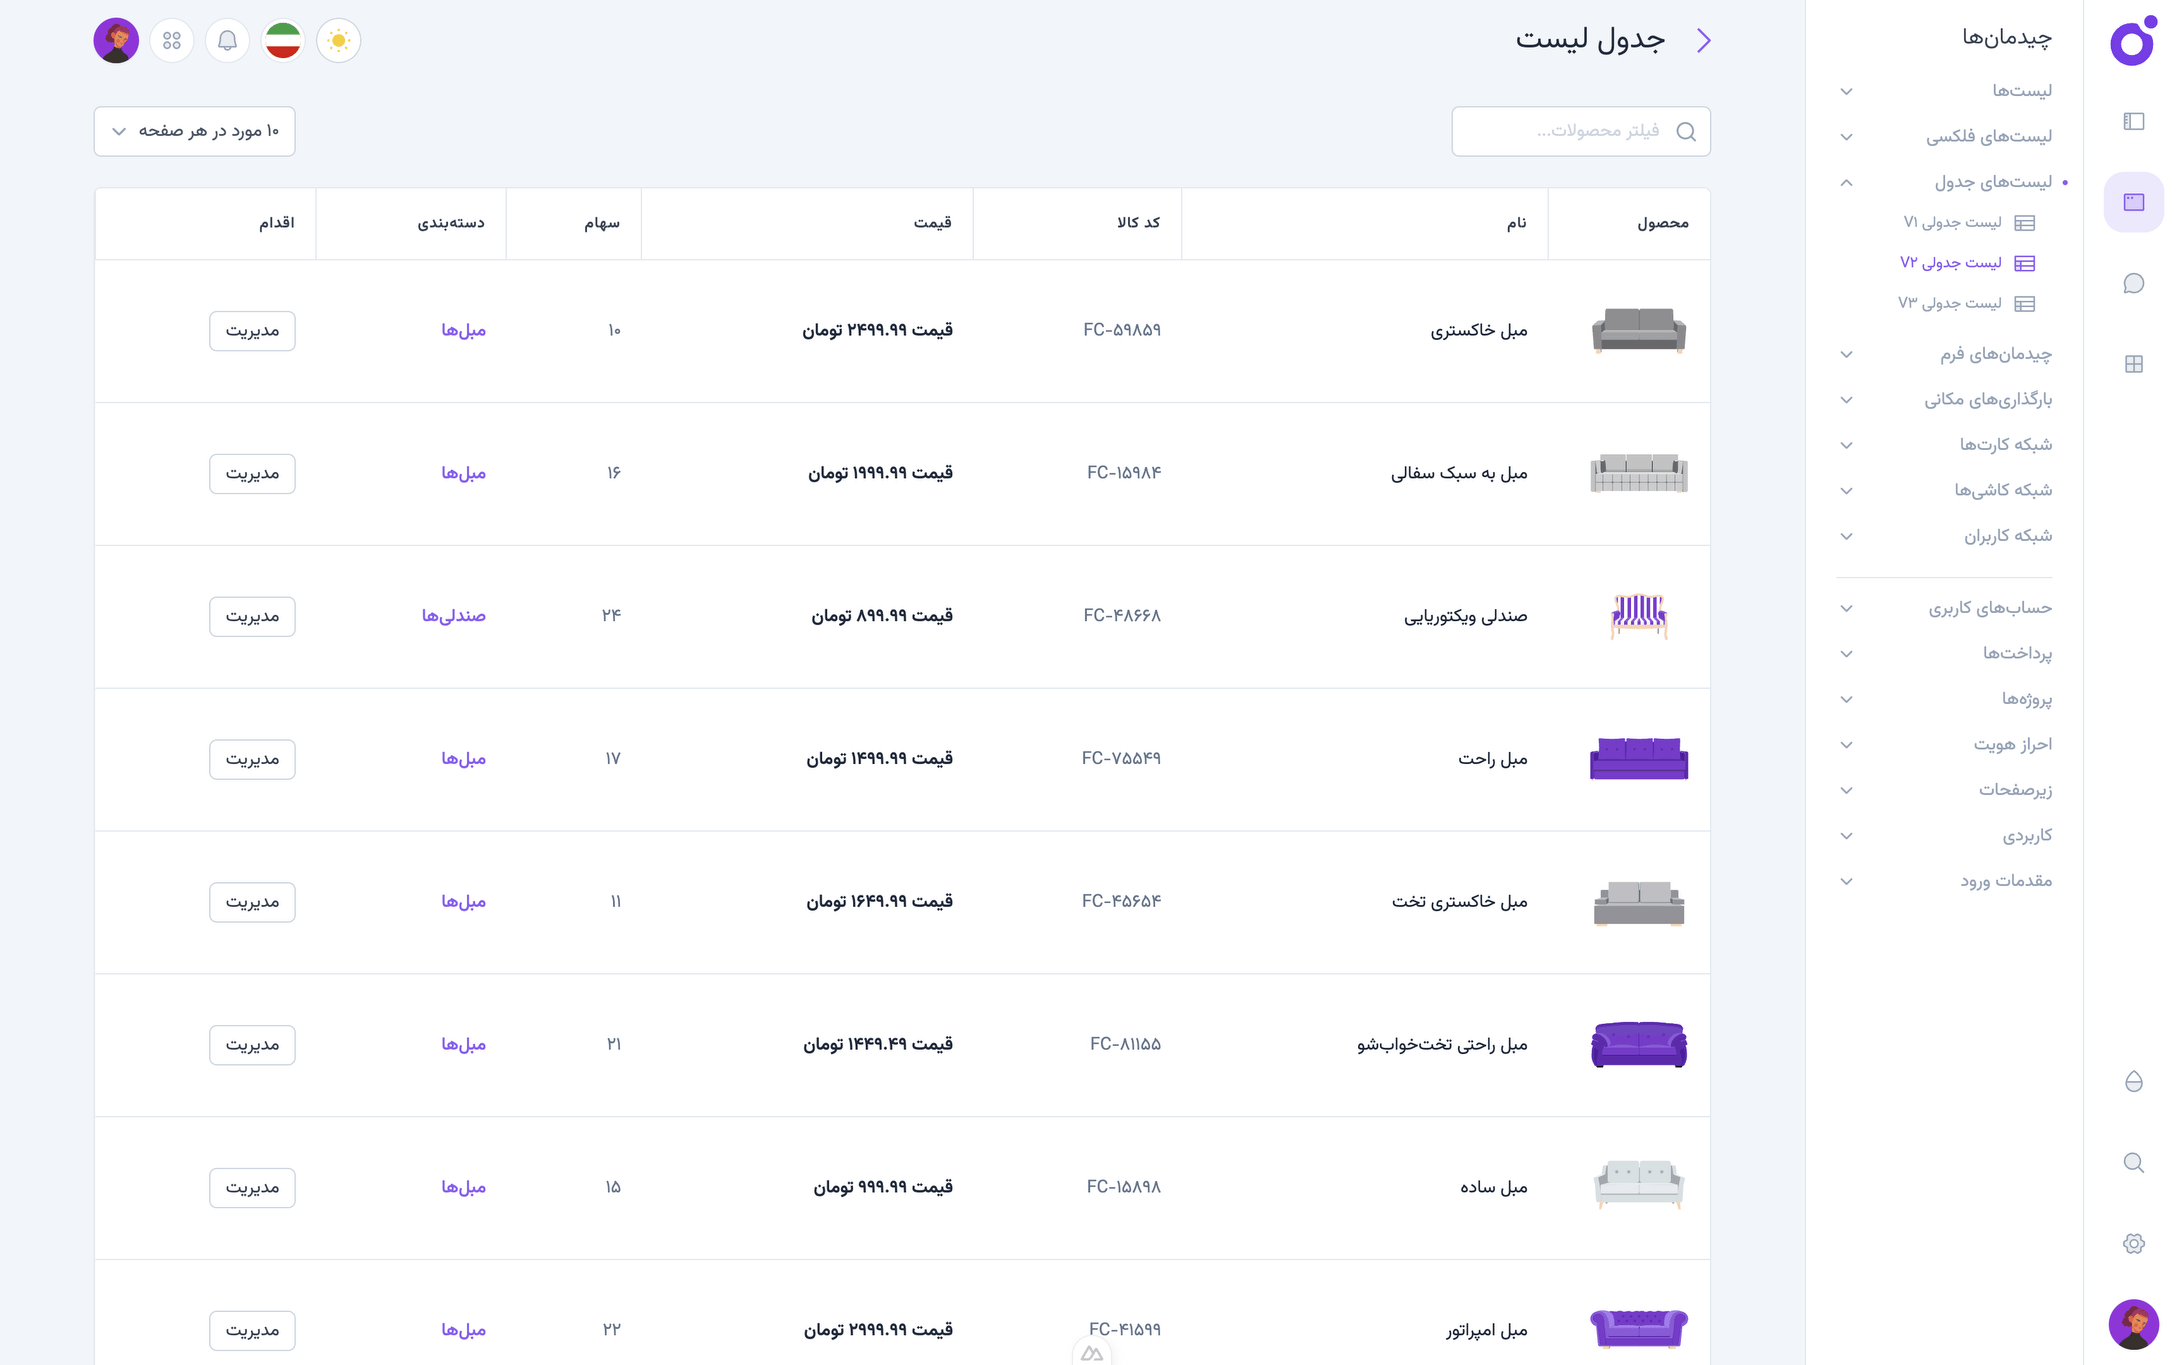 چیدمان‌ها
لیست‌ها
لیست‌های فلکسی
لیست‌های جدول
لیست جدولی V۱
لیست جدولی V۲
لیست جدولی V۳
چیدمان‌های فرم
بارگذاری‌های مکانی
شبکه کارت‌ها
شبکه کاشی‌ها
شبکه کاربران
حساب‌های کاربری
پرداخت‌ها
پروژه‌ها
احراز هویت
زیرصفحات
کاربردی
مقدمات ورود
جدول لیست
فیلتر محصولات...
۱۰ مورد در هر صفحه
محصول نام کد کالا قیمت سهام دسته‌بندی اقدام
مبل خاکستری FC-۵۹۸۵۹ قیمت ۲۴۹۹.۹۹ تومان ۱۰ مبل‌ها مدیریت
مبل به سبک سفالی FC-۱۵۹۸۴ قیمت ۱۹۹۹.۹۹ تومان ۱۶ مبل‌ها مدیریت
صندلی ویکتوریایی FC-۴۸۶۶۸ قیمت ۸۹۹.۹۹ تومان ۲۴ صندلی‌ها مدیریت
مبل راحت FC-۷۵۵۴۹ قیمت ۱۴۹۹.۹۹ تومان ۱۷ مبل‌ها مدیریت
مبل خاکستری تخت FC-۴۵۶۵۴ قیمت ۱۶۴۹.۹۹ تومان ۱۱ مبل‌ها مدیریت
مبل راحتی تخت‌خواب‌شو FC-۸۱۱۵۵ قیمت ۱۴۴۹.۴۹ تومان ۲۱ مبل‌ها مدیریت
مبل ساده FC-۱۵۸۹۸ قیمت ۹۹۹.۹۹ تومان ۱۵ مبل‌ها مدیریت
مبل امپراتور FC-۴۱۵۹۹ قیمت ۲۹۹۹.۹۹ تومان ۲۲ مبل‌ها مدیریت